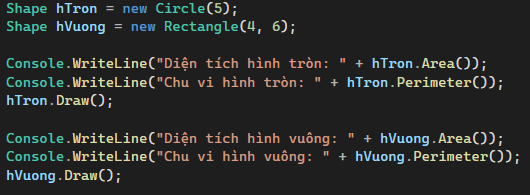 Shape hTron = new Circle(5);
Shape hVuong = new Rectangle(4, 6);
Console.WriteLine("Diện tích hình tròn: " + hTron.Area());
Console.WriteLine("Chu vi hình tròn: " + hTron.Perimeter());
hTron.Draw();
Console.WriteLine("Diện tích hình vuông: " + hVuong.Area());
Console.WriteLine("Chu vi hình vuông: " + hVuong.Perimeter());
hVuong.Draw();